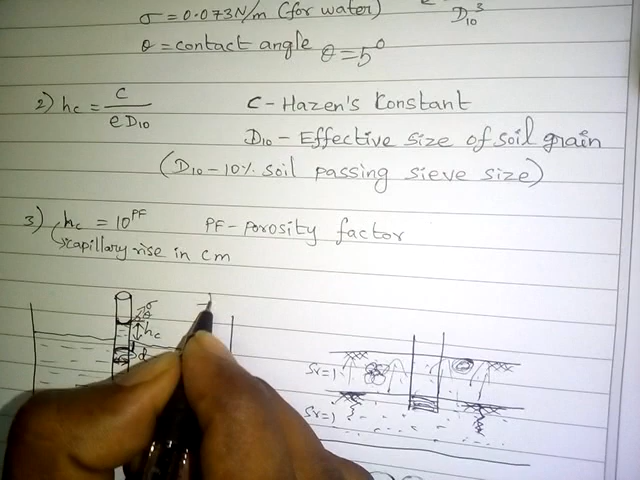 σ = 0.073N/m (for water)
D10³
θ = contact angle θ = 5°
2) hc = C / eD10
C - Hazen's Constant
D10 - Effective size of soil grain
(D10 - 10% soil passing sieve size)
3) hc = 10^PF PF - porosity factor
capillary rise in cm
σ
θ
hc
d
Sr=1
Sr=1